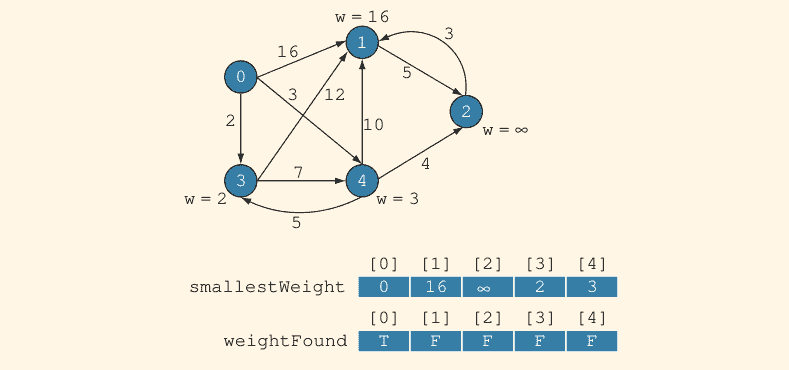 w = 16
1
3
16
5
0
3
12
2
2
10
w = ∞
4
3
7
4
w = 2
w = 3
5
[0] [1] [2] [3] [4]
smallestWeight 0 16 ∞ 2 3
[0] [1] [2] [3] [4]
weightFound T F F F F